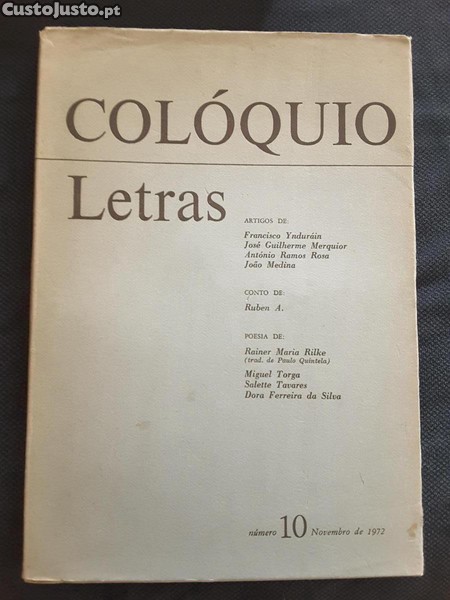 CustoJusto.pt
COLÓQUIO
Letras
ARTIGOS DE:
Francisco Ynduráin
José Guilherme Merquior
António Ramos Rosa
João Medina
CONTO DE:
Ruben A.
POESIA DE:
Rainer Maria Rilke
(trad. de Paulo Quintela)
Miguel Torga
Salette Tavares
Dora Ferreira da Silva
número 10 Novembro de 1972